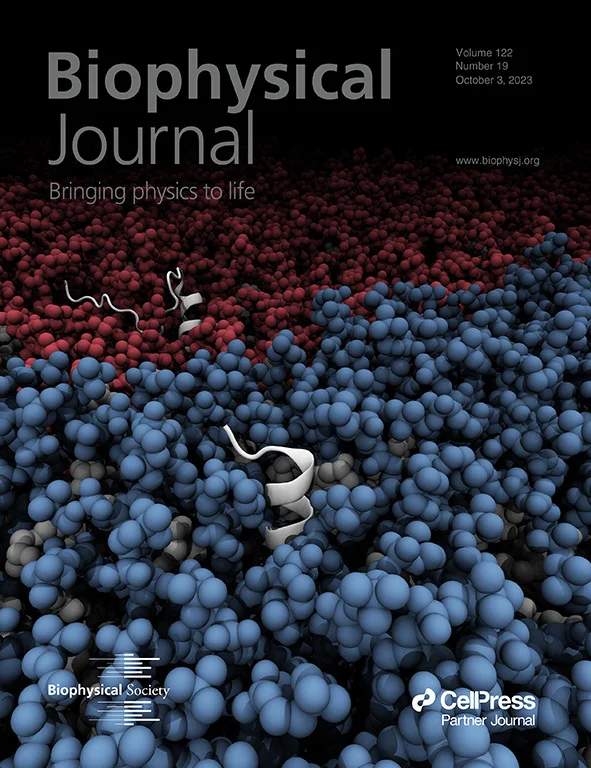 Biophysical
Journal
Bringing physics to life
Volume 122
Number 19
October 3, 2023
www.biophysj.org
Biophysical Society
CelPress
Partner Journal